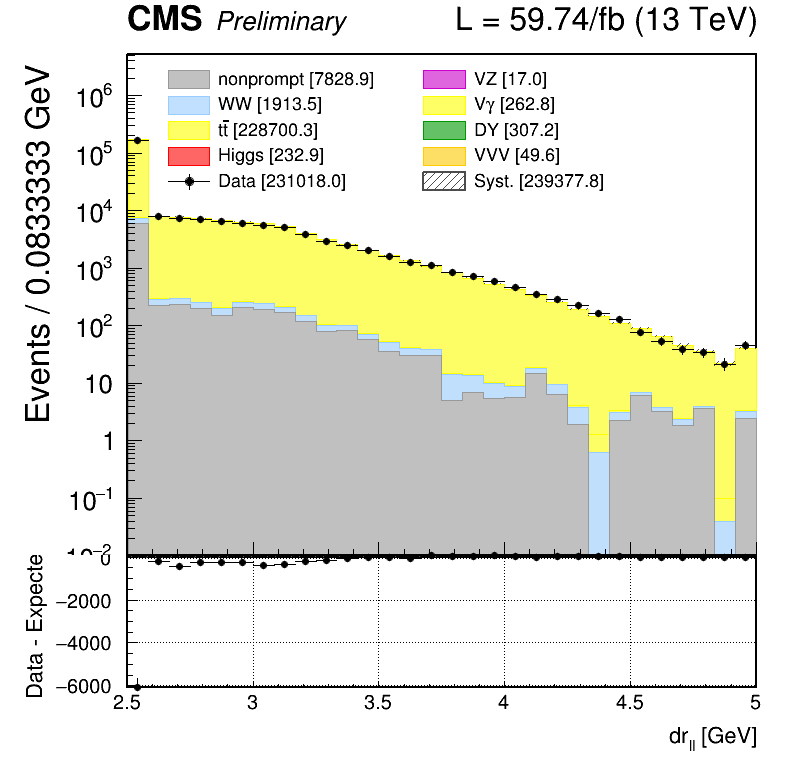 CMS Preliminary L = 59.74/fb (13 TeV)
Events / 0.0833333 GeV
nonprompt [7828.9] VZ [17.0]
WW [1913.5] Vγ [262.8]
tt̄ [228700.3] DY [307.2]
Higgs [232.9] VVV [49.6]
Data [231018.0] Syst. [239377.8]
10⁶
10⁵
10⁴
10³
10²
10
1
10⁻¹
10⁻²
Data - Expecte
0
−2000
−4000
−6000
2.5 3 3.5 4 4.5 5
dr_ll [GeV]